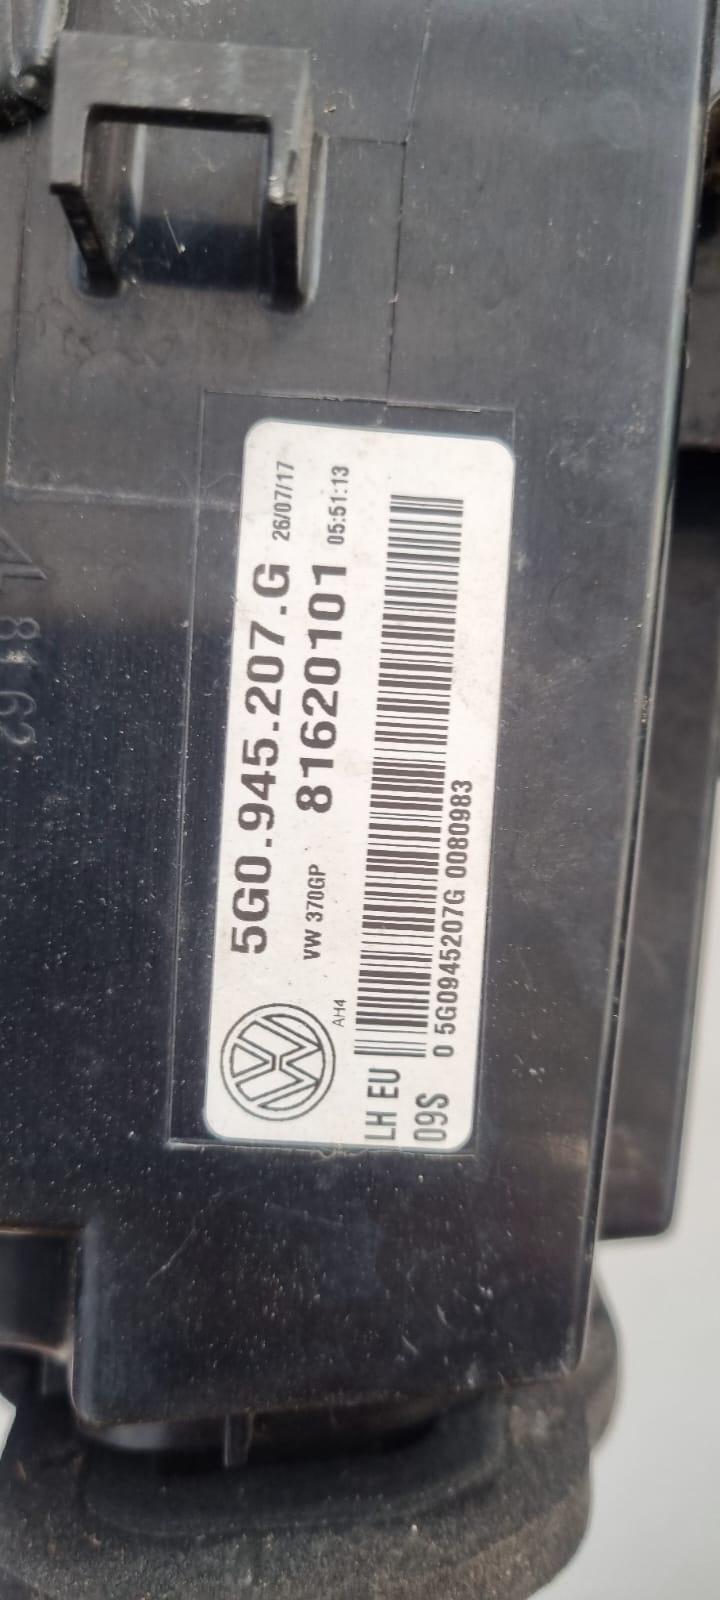 5G0.945.207.G 26/07/17
VW 370GP 81620101 05:51:13
AH4
LH EU
09S 0 5G0945207G 0080983
8162